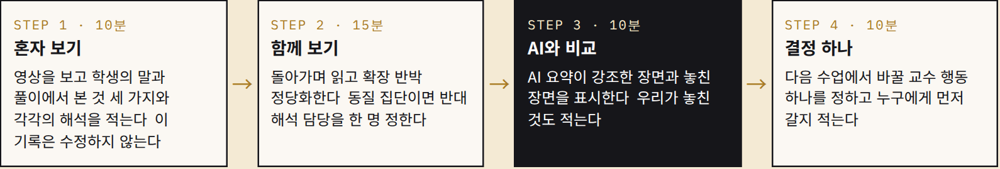 STEP 1 · 10분
혼자 보기
영상을 보고 학생의 말과
풀이에서 본 것 세 가지와
각각의 해석을 적는다 이
기록은 수정하지 않는다
→
STEP 2 · 15분
함께 보기
돌아가며 읽고 확장 반박
정당화한다 동질 집단이면 반대
해석 담당을 한 명 정한다
→
STEP 3 · 10분
AI와 비교
AI 요약이 강조한 장면과 놓친
장면을 표시한다 우리가 놓친
것도 적는다
→
STEP 4 · 10분
결정 하나
다음 수업에서 바꿀 교수 행동
하나를 정하고 누구에게 먼저
갈지 적는다